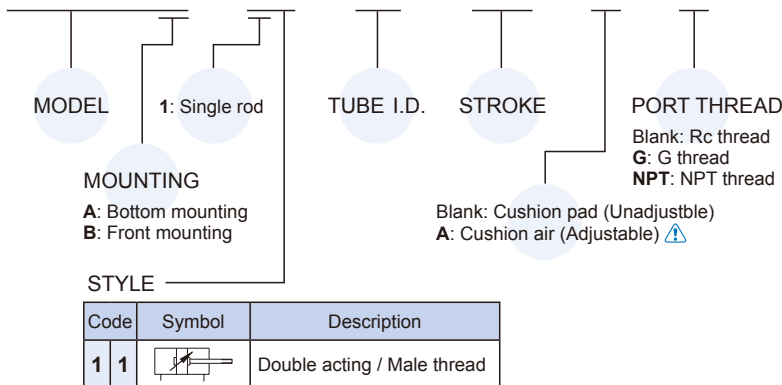 MODEL
1: Single rod
TUBE I.D.
STROKE
PORT THREAD
Blank: Rc thread
G: G thread
NPT: NPT thread
MOUNTING
A: Bottom mounting
B: Front mounting
Blank: Cushion pad (Unadjustble)
A: Cushion air (Adjustable)
STYLE
Code Symbol Description
1 1 Double acting / Male thread